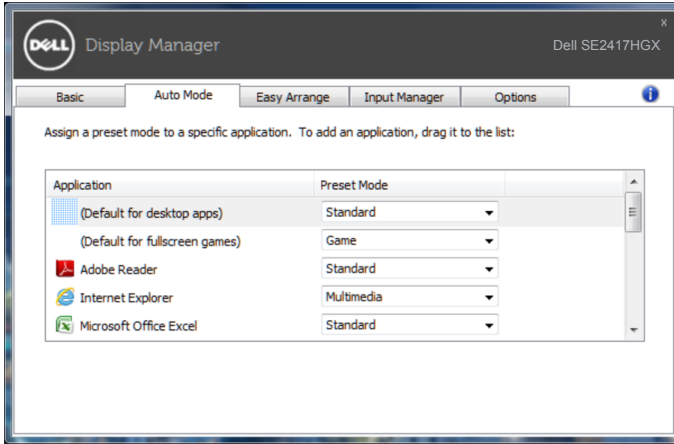 x
DELL
Display Manager
Dell SE2417HGX
Basic Auto Mode Easy Arrange Input Manager Options
Assign a preset mode to a specific application. To add an application, drag it to the list:
Application Preset Mode
(Default for desktop apps) Standard
(Default for fullscreen games) Game
Adobe Reader Standard
Internet Explorer Multimedia
Microsoft Office Excel Standard